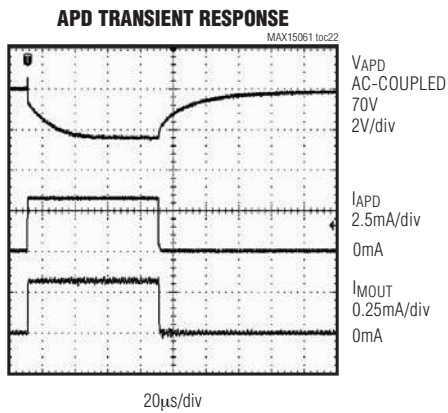 APD TRANSIENT RESPONSE
MAX15061 toc22
VAPD
AC-COUPLED
70V
2V/div
IAPD
2.5mA/div
0mA
IMOUT
0.25mA/div
0mA
20μs/div